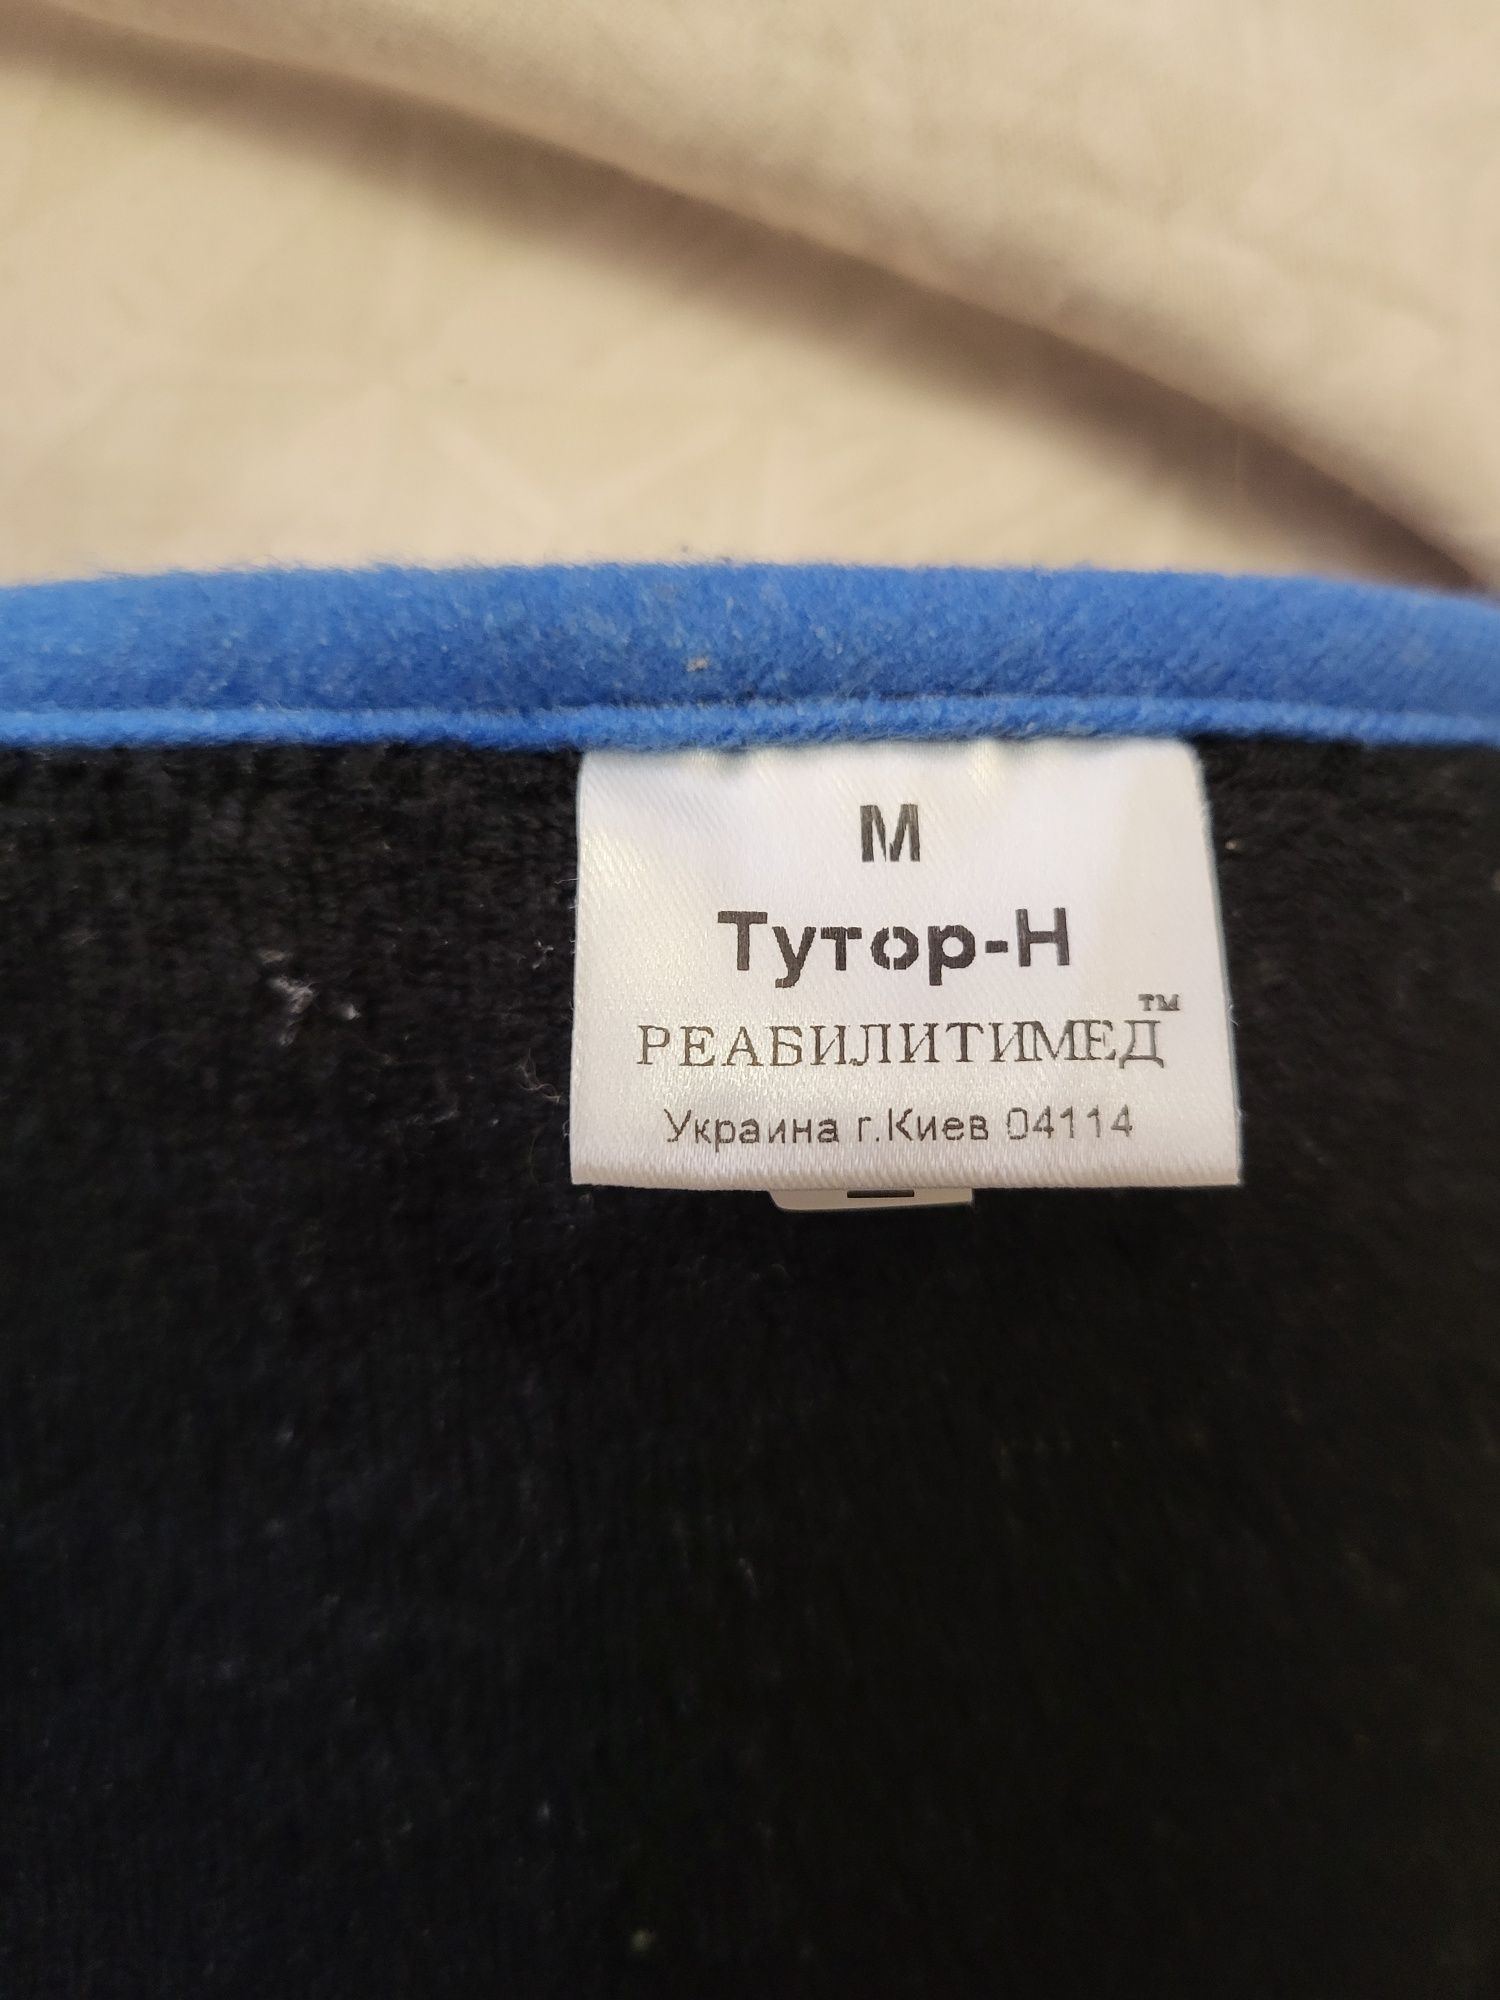 М
Тутор-Н
РЕАБИЛИТИМЕД™
Украина г.Киев 04114